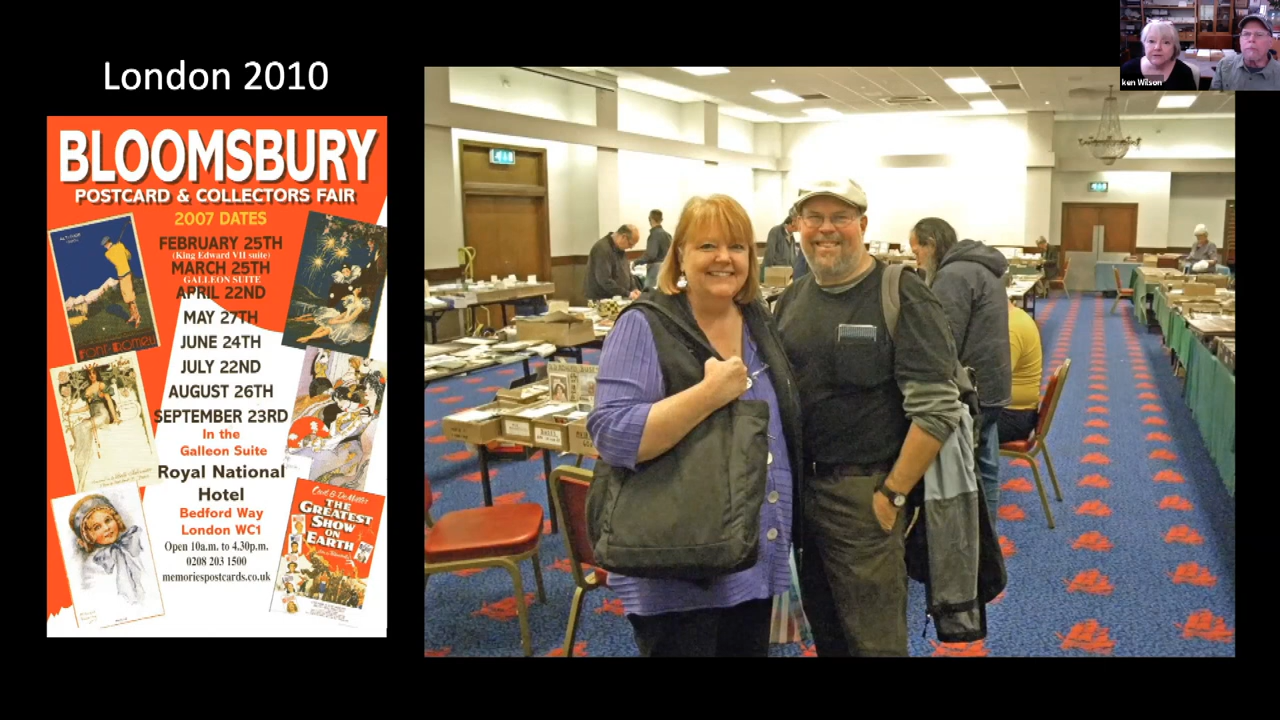 London 2010
BLOOMSBURY
POSTCARD & COLLECTORS FAIR
2007 DATES
FEBRUARY 25TH
(King Edward VII suite)
MARCH 25TH
GALLEON SUITE
APRIL 22ND
MAY 27TH
JUNE 24TH
JULY 22ND
AUGUST 26TH
SEPTEMBER 23RD
In the
Galleon Suite
Royal National
Hotel
Bedford Way
London WC1
Open 10a.m. to 4.30p.m.
0208 203 1500
memoriespostcards.co.uk
FONT-ROMEU
THE
GREATEST
SHOW
ON
EARTH
ken Wilson